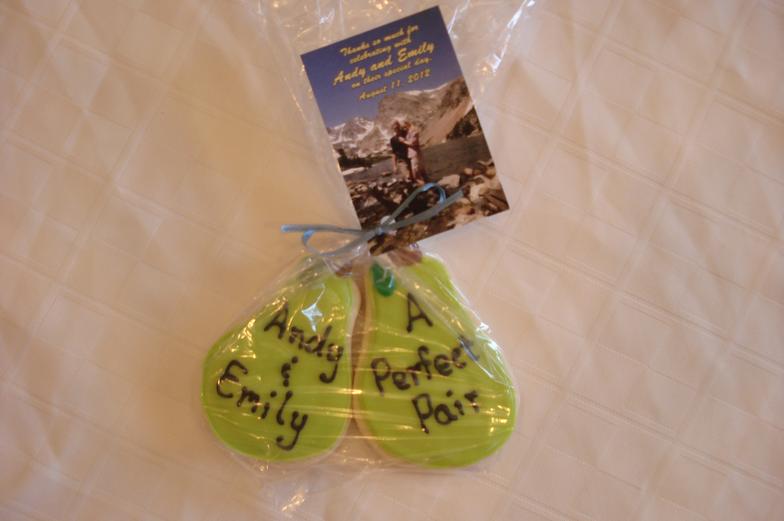 Thanks so much for
celebrating with
Andy and Emily
on their special day.
August 11, 2012
Andy
&
Emily
A
Perfect
Pair